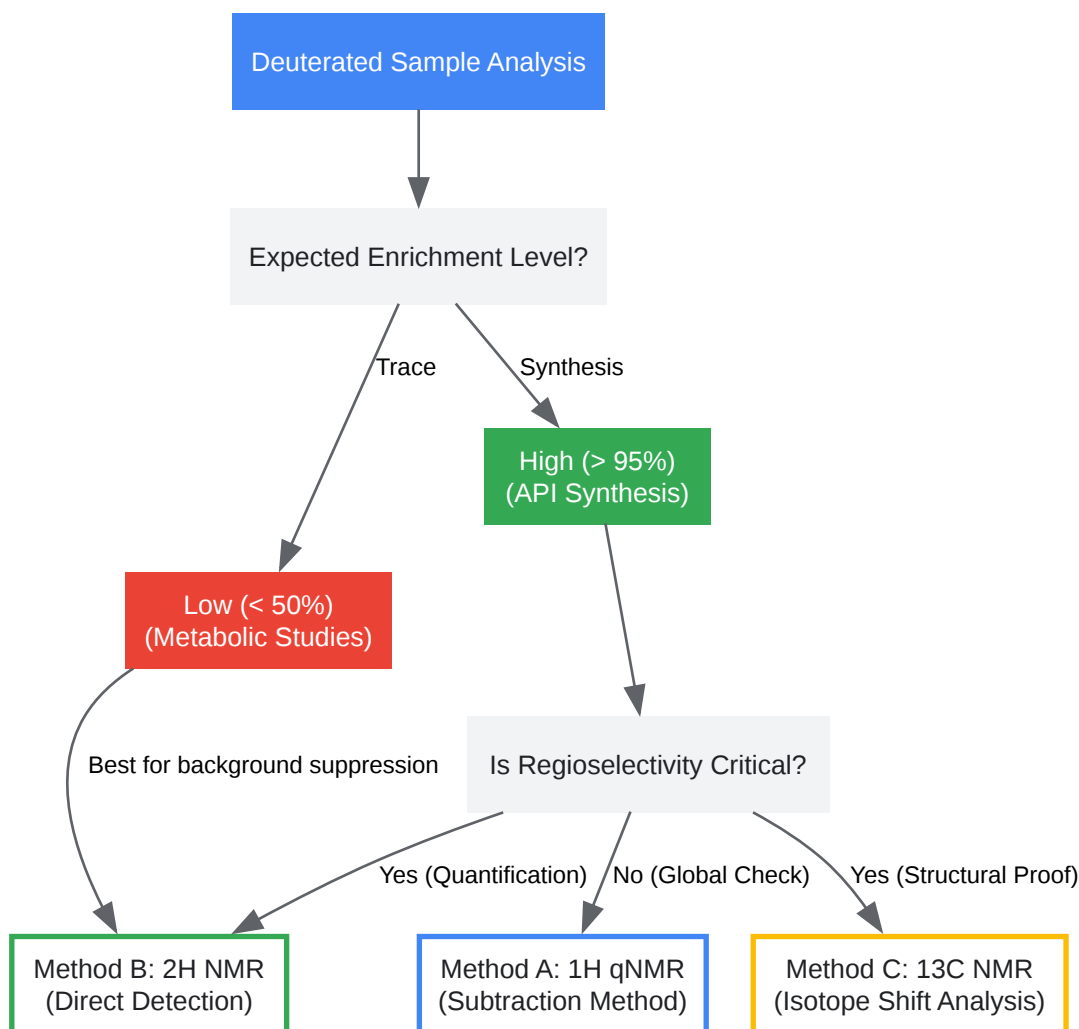 Deuterated Sample Analysis
Expected Enrichment Level?
Trace
Synthesis
High (> 95%)
(API Synthesis)
Low (< 50%)
(Metabolic Studies)
Best for background suppression
Is Regioselectivity Critical?
Yes (Quantification)
No (Global Check)
Yes (Structural Proof)
Method B: 2H NMR
(Direct Detection)
Method A: 1H qNMR
(Subtraction Method)
Method C: 13C NMR
(Isotope Shift Analysis)